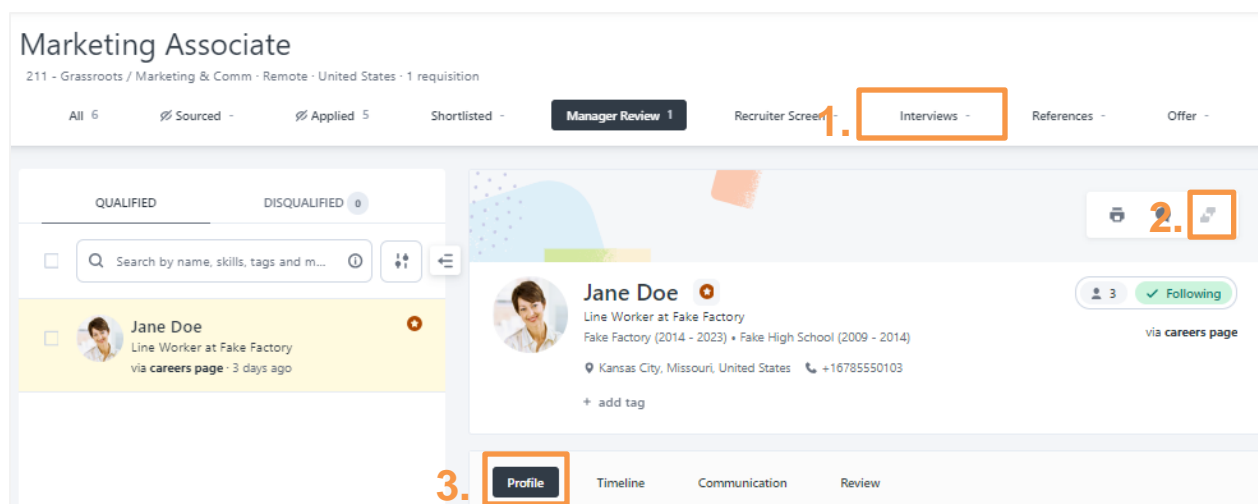 Marketing Associate
211 - Grassroots / Marketing & Comm · Remote · United States · 1 requisition
All 6 Sourced - Applied 5 Shortlisted - Manager Review 1 Recruiter Screen - 1. Interviews - References - Offer -
QUALIFIED DISQUALIFIED 0
2.
Search by name, skills, tags and m...
Jane Doe
Line Worker at Fake Factory
via careers page · 3 days ago
Jane Doe
Line Worker at Fake Factory
Fake Factory (2014 - 2023) • Fake High School (2009 - 2014)
Kansas City, Missouri, United States +16785550103
+ add tag
3 Following
via careers page
3. Profile Timeline Communication Review